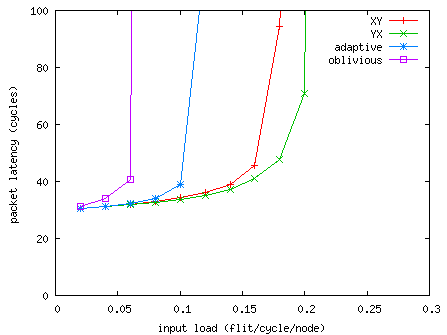 100
80
60
40
20
0
packet latency (cycles)
XY
YX
adaptive
oblivious
0 0.05 0.1 0.15 0.2 0.25 0.3
input load (flit/cycle/node)